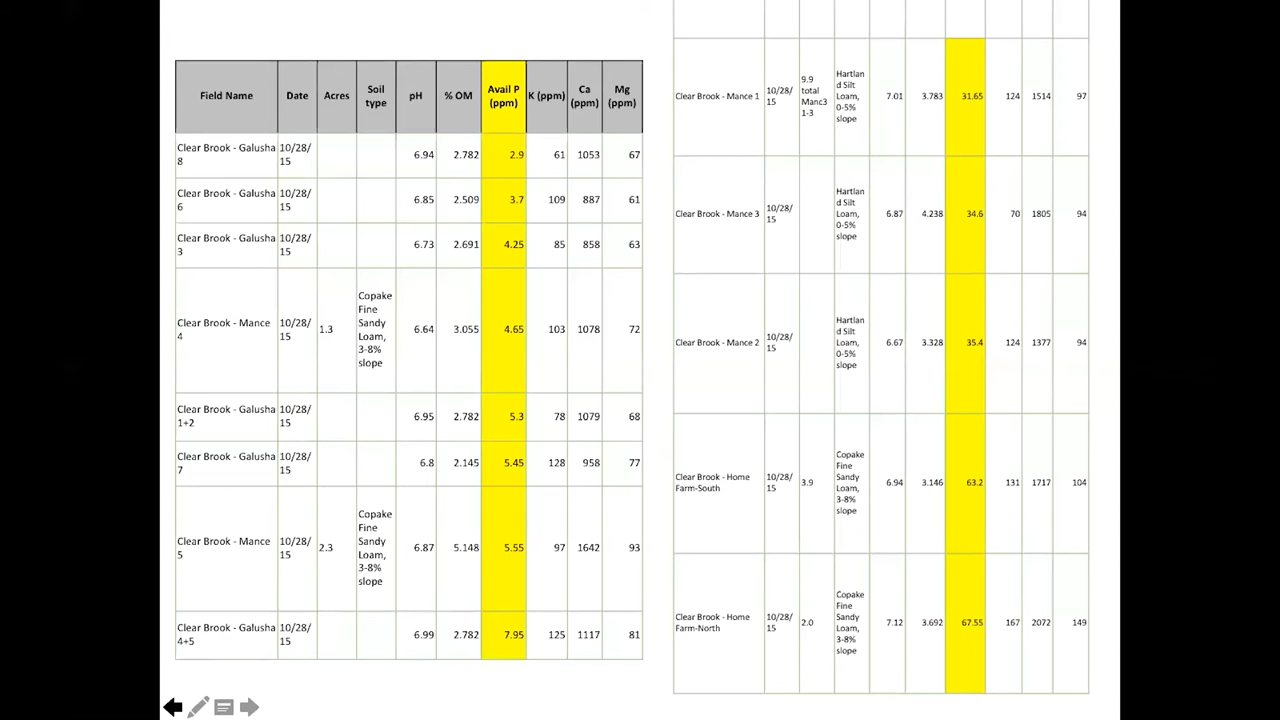 Field Name Date Acres Soil type pH % OM Avail P (ppm) K (ppm) Ca (ppm) Mg (ppm)
Clear Brook - Galusha 8 10/28/15 6.94 2.782 2.9 61 1053 67
Clear Brook - Galusha 6 10/28/15 6.85 2.509 3.7 109 887 61
Clear Brook - Galusha 3 10/28/15 6.73 2.691 4.25 85 858 63
Clear Brook - Mance 4 10/28/15 1.3 Copake Fine Sandy Loam, 3-8% slope 6.64 3.055 4.65 103 1078 72
Clear Brook - Galusha 1+2 10/28/15 6.95 2.782 5.3 78 1079 68
Clear Brook - Galusha 7 10/28/15 6.8 2.145 5.45 128 958 77
Clear Brook - Mance 5 10/28/15 2.3 Copake Fine Sandy Loam, 3-8% slope 6.87 5.148 5.55 97 1642 93
Clear Brook - Galusha 4+5 10/28/15 6.99 2.782 7.95 125 1117 81
Clear Brook - Mance 1 10/28/15 9.9 total Manc3 1-3 Hartland Silt Loam, 0-5% slope 7.01 3.783 31.65 124 1514 97
Clear Brook - Mance 3 10/28/15 Hartland Silt Loam, 0-5% slope 6.87 4.238 34.6 70 1805 94
Clear Brook - Mance 2 10/28/15 Hartland Silt Loam, 0-5% slope 6.67 3.328 35.4 124 1377 94
Clear Brook - Home Farm-South 10/28/15 3.9 Copake Fine Sandy Loam, 3-8% slope 6.94 3.146 63.2 131 1717 104
Clear Brook - Home Farm-North 10/28/15 2.0 Copake Fine Sandy Loam, 3-8% slope 7.12 3.692 67.55 167 2072 149